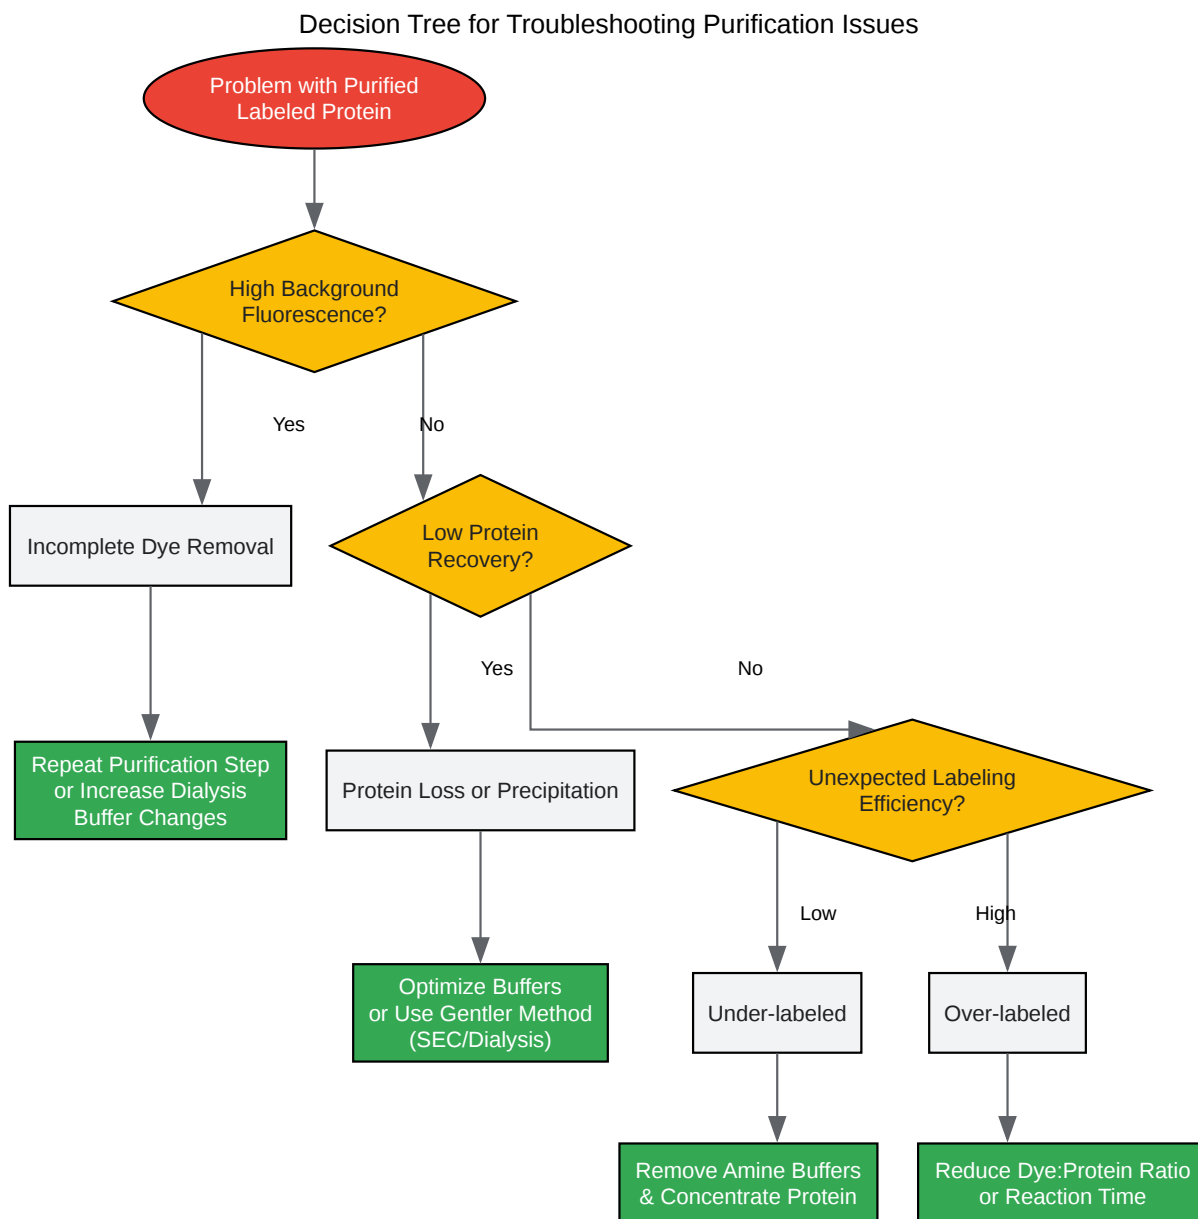 Decision Tree for Troubleshooting Purification Issues
Problem with Purified
Labeled Protein
High Background
Fluorescence?
Yes
No
Incomplete Dye Removal
Low Protein
Recovery?
Yes
No
Repeat Purification Step
or Increase Dialysis
Buffer Changes
Protein Loss or Precipitation
Unexpected Labeling
Efficiency?
Low
High
Optimize Buffers
or Use Gentler Method
(SEC/Dialysis)
Under-labeled
Over-labeled
Remove Amine Buffers
& Concentrate Protein
Reduce Dye:Protein Ratio
or Reaction Time